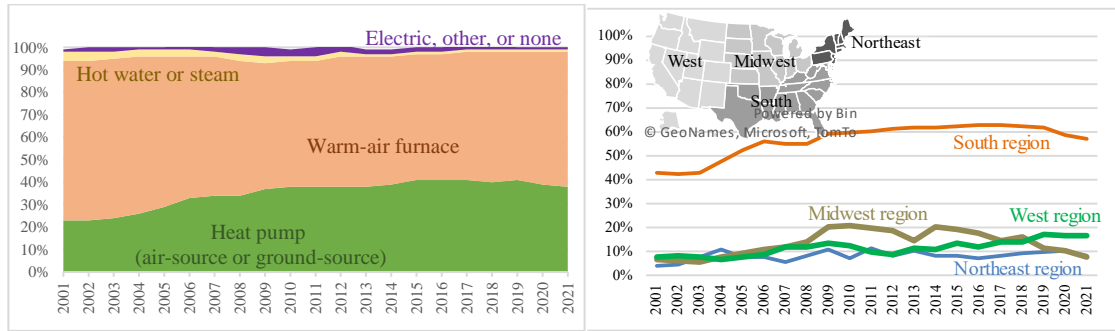 100%
90%
80%
70%
60%
50%
40%
30%
20%
10%
0%
Electric, other, or none
Hot water or steam
Warm-air furnace
Heat pump
(air-source or ground-source)
2001 2002 2003 2004 2005 2006 2007 2008 2009 2010 2011 2012 2013 2014 2015 2016 2017 2018 2019 2020 2021
100%
90%
80%
70%
60%
50%
40%
30%
20%
10%
0%
Northeast
West
Midwest
South
Powered by Bin
© GeoNames, Microsoft, TomTo
South region
Midwest region
West region
Northeast region
2001 2002 2003 2004 2005 2006 2007 2008 2009 2010 2011 2012 2013 2014 2015 2016 2017 2018 2019 2020 2021